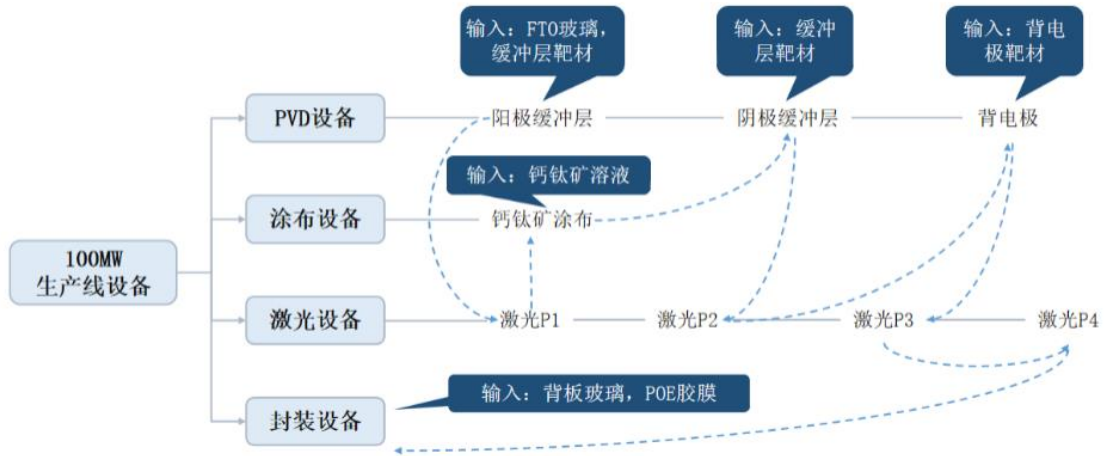 输入：FTO玻璃，
缓冲层靶材
输入：缓冲
层靶材
输入：背电
极靶材
PVD设备
阳极缓冲层
阴极缓冲层
背电极
输入：钙钛矿溶液
涂布设备
钙钛矿涂布
100MW
生产线设备
激光设备
激光P1
激光P2
激光P3
激光P4
输入：背板玻璃，POE胶膜
封装设备